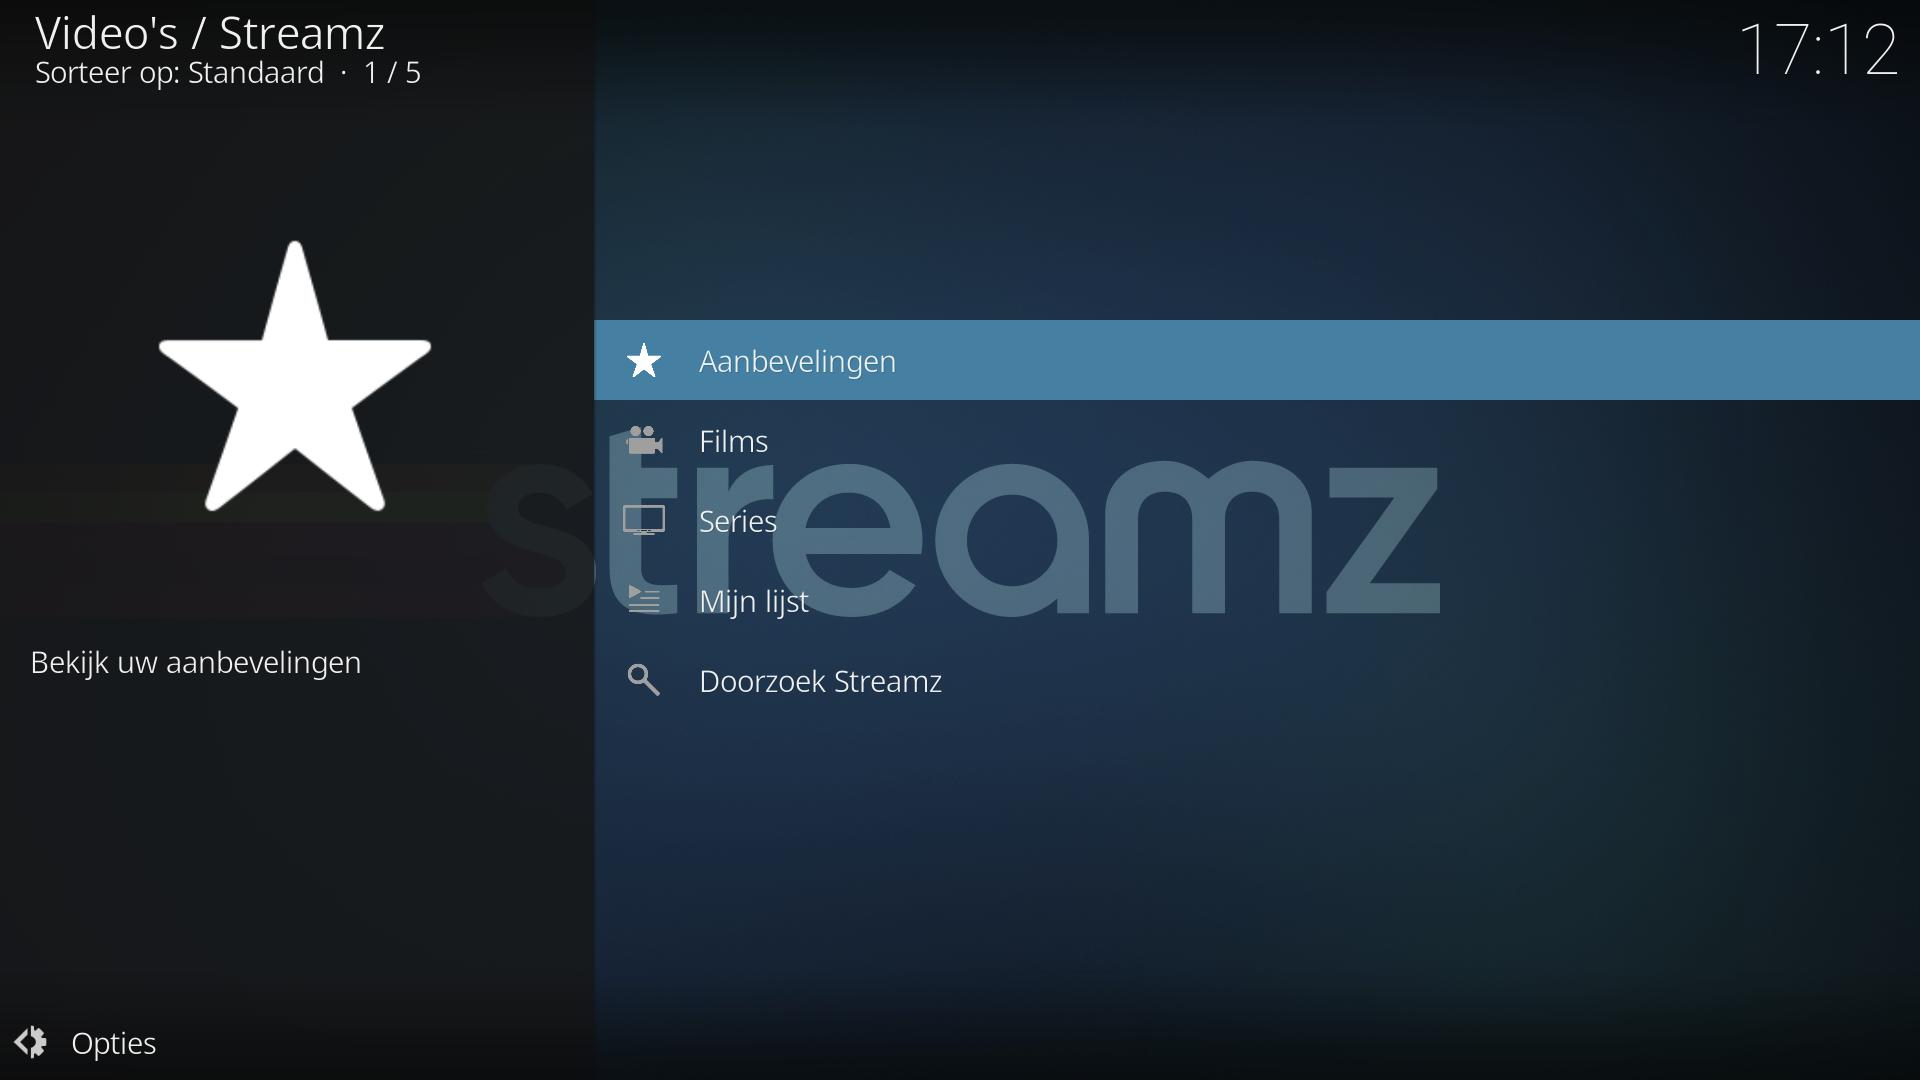 Video's / Streamz
Sorteer op: Standaard · 1 / 5
17:12
Aanbevelingen
Films
streamz
Series
Mijn lijst
Bekijk uw aanbevelingen
Doorzoek Streamz
Opties